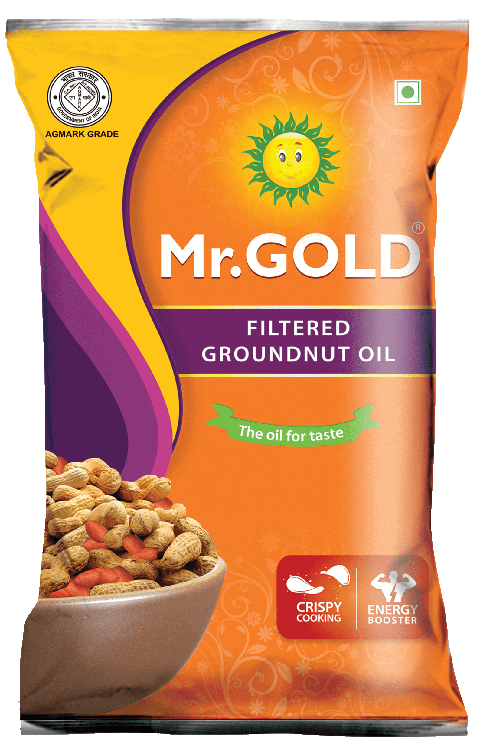 AGMARK GRADE
Mr.GOLD®
FILTERED
GROUNDNUT OIL
The oil for taste
CRISPY
COOKING
ENERGY
BOOSTER